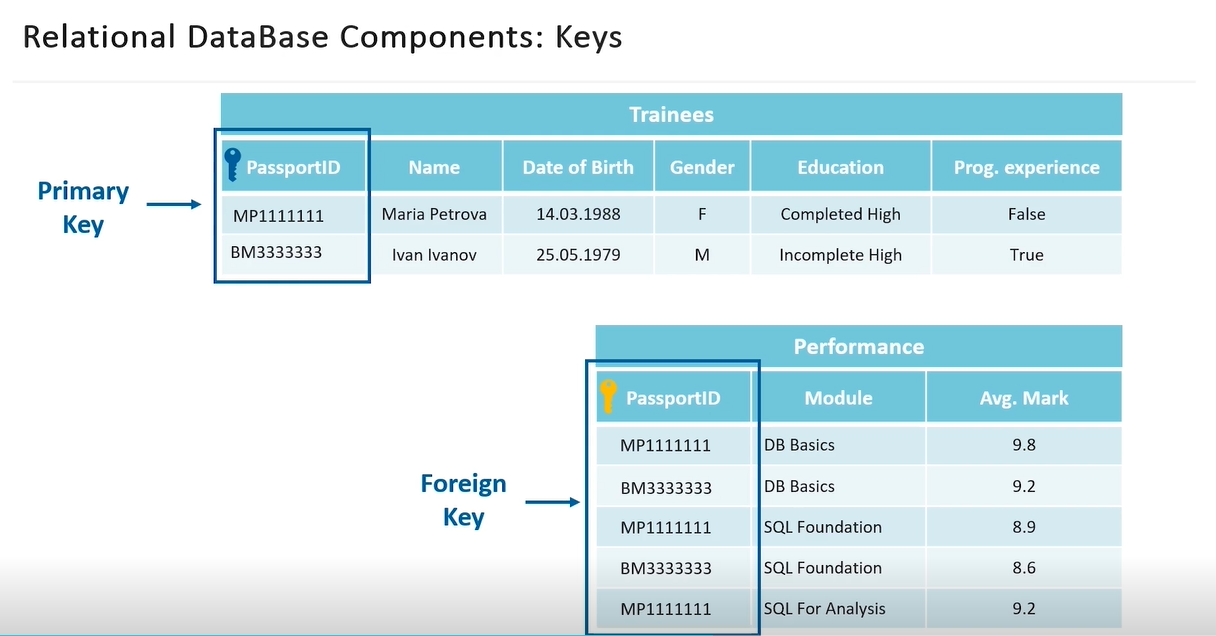 Relational DataBase Components: Keys
Trainees
PassportID Name Date of Birth Gender Education Prog. experience
MP1111111 Maria Petrova 14.03.1988 F Completed High False
BM3333333 Ivan Ivanov 25.05.1979 M Incomplete High True
Primary
Key
Performance
PassportID Module Avg. Mark
MP1111111 DB Basics 9.8
BM3333333 DB Basics 9.2
MP1111111 SQL Foundation 8.9
BM3333333 SQL Foundation 8.6
MP1111111 SQL For Analysis 9.2
Foreign
Key